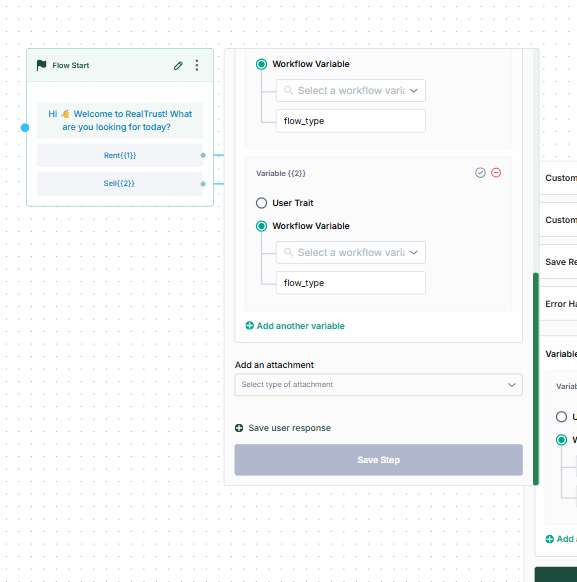 Flow Start
Hi 👋 Welcome to RealTrust! What
are you looking for today?
Rent{{1}}
Sell{{2}}
Workflow Variable
Select a workflow varia
flow_type
Variable {{2}}
User Trait
Workflow Variable
Select a workflow varia
flow_type
Add another variable
Add an attachment
Select type of attachment
Save user response
Save Step
Custom
Custom
Save Re
Error Ha
Variable
Variab
U
W
Add a